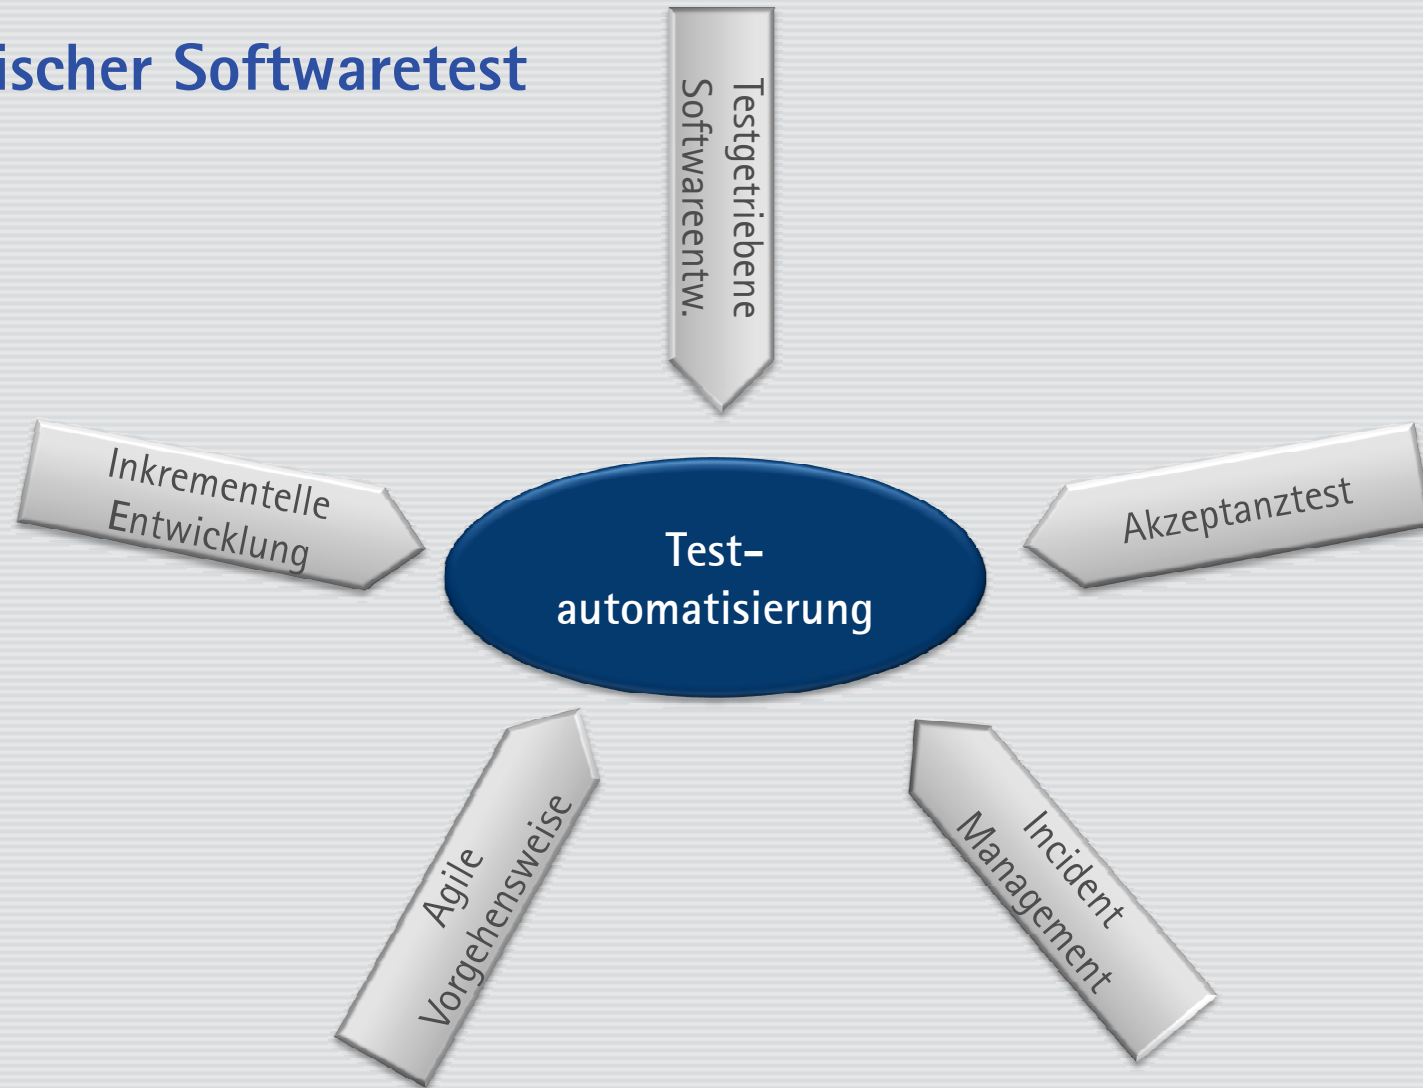 ischer Softwaretest
Testgetriebene
Softwareentw.
Inkrementelle
Entwicklung
Akzeptanztest
Test-
automatisierung
Agile
Vorgehensweise
Incident
Management